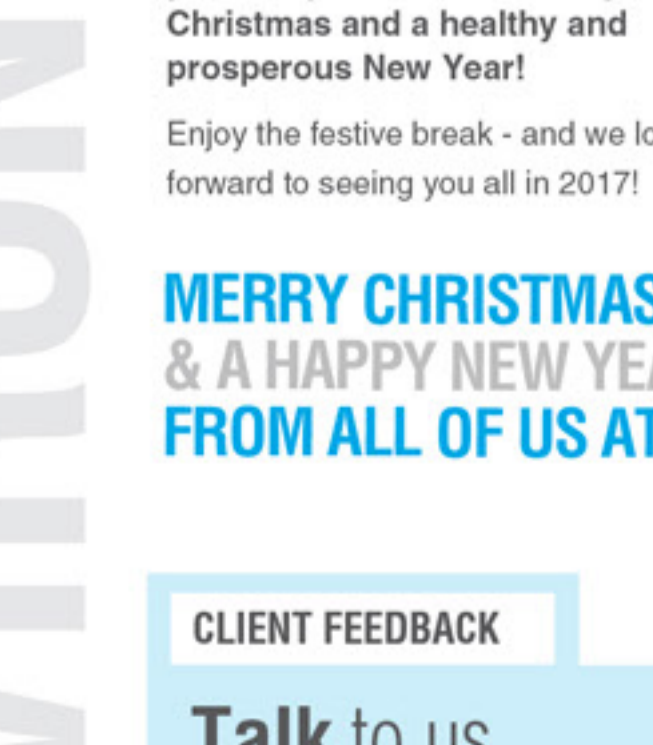 Christmas and a healthy and
prosperous New Year!
Enjoy the festive break - and we lo
forward to seeing you all in 2017!
MERRY CHRISTMAS
& A HAPPY NEW YEA
FROM ALL OF US AT
CLIENT FEEDBACK
Talk to us